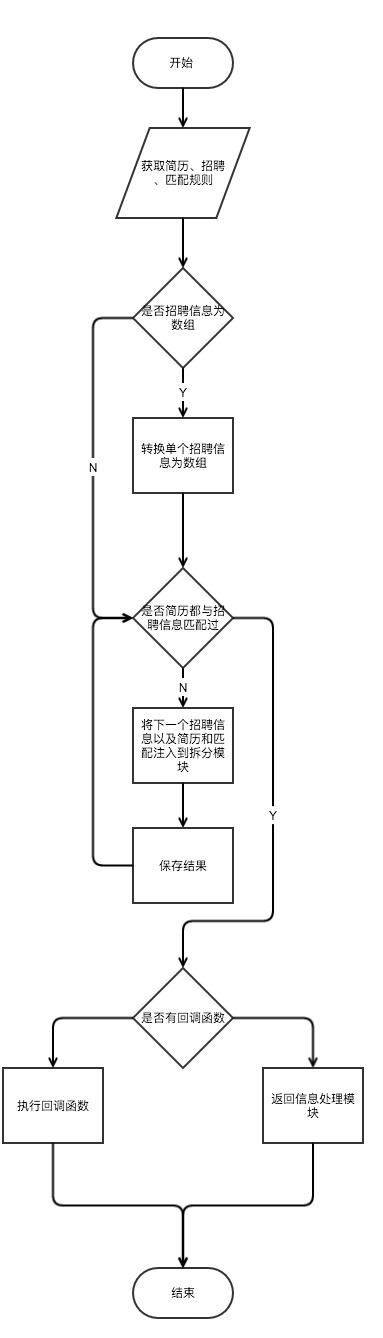 开始
获取简历、招聘
、匹配规则
是否招聘信息为
数组
Y
转换单个招聘信
息为数组
N
是否简历都与招
聘信息匹配过
N
将下一个招聘信
息以及简历和匹
配注入到拆分模
块
Y
保存结果
是否有回调函数
执行回调函数
返回信息处理模
块
结束